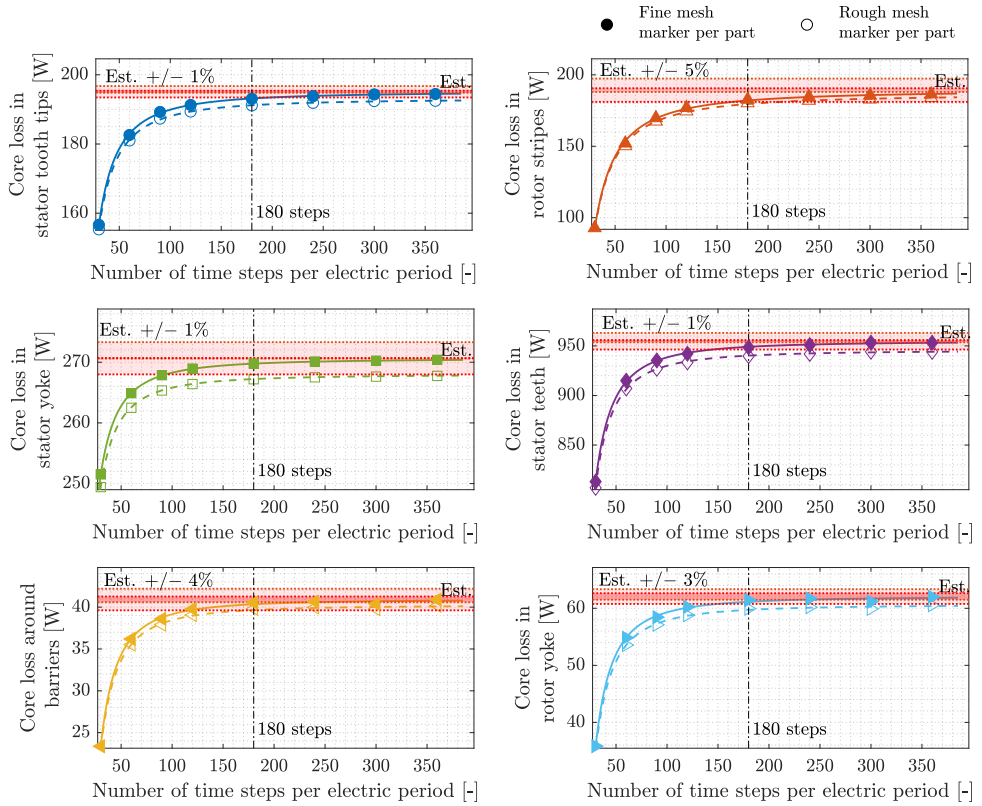 Fine mesh
marker per part
Rough mesh
marker per part
Core loss in
stator tooth tips [W]
200
180
160
Est. +/− 1%
Est.
180 steps
50 100 150 200 250 300 350
Number of time steps per electric period [-]
Core loss in
rotor stripes [W]
200
150
100
Est. +/− 5%
Est.
180 steps
50 100 150 200 250 300 350
Number of time steps per electric period [-]
Core loss in
stator yoke [W]
270
260
250
Est. +/− 1%
Est.
180 steps
50 100 150 200 250 300 350
Number of time steps per electric period [-]
Core loss in
stator teeth [W]
950
900
850
Est. +/− 1%
Est.
180 steps
50 100 150 200 250 300 350
Number of time steps per electric period [-]
Core loss around
barriers [W]
40
35
30
25
Est. +/− 4%
Est.
180 steps
50 100 150 200 250 300 350
Number of time steps per electric period [-]
Core loss in
rotor yoke [W]
60
50
40
Est. +/− 3%
Est.
180 steps
50 100 150 200 250 300 350
Number of time steps per electric period [-]